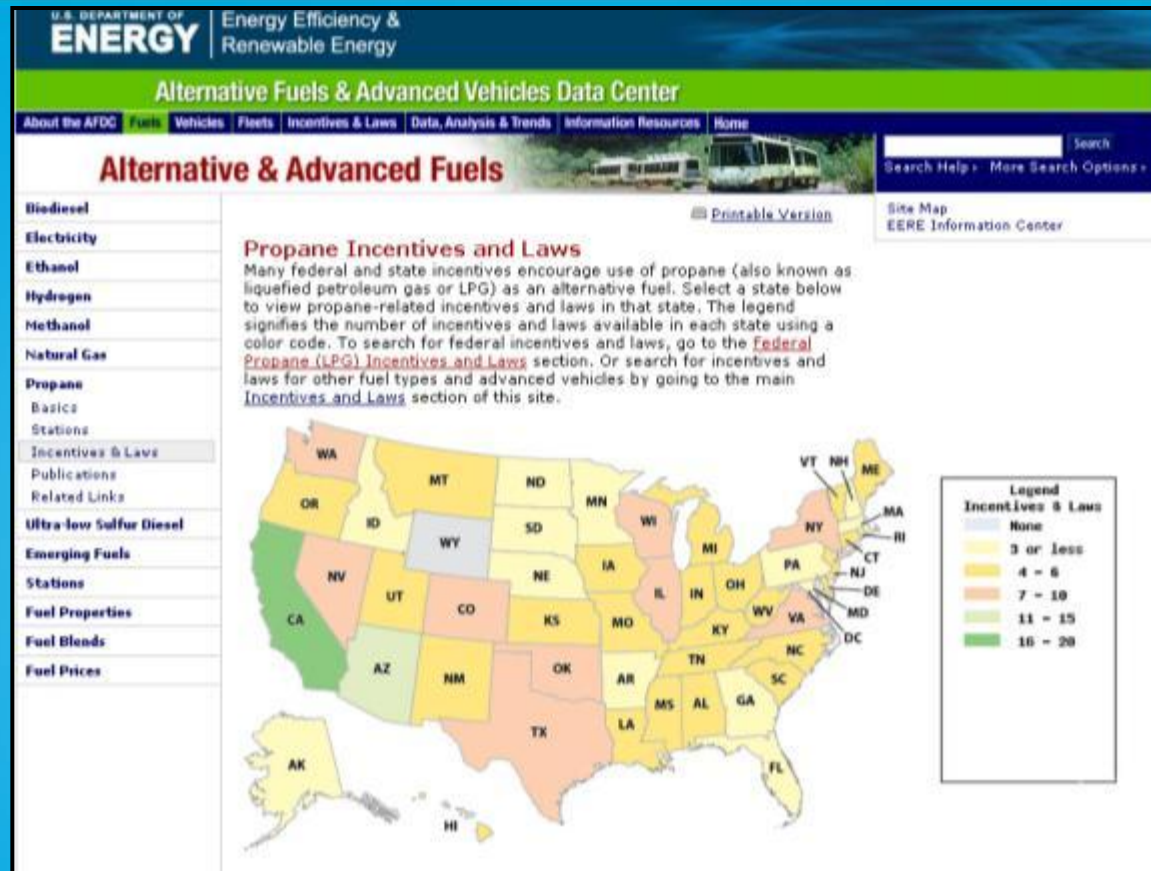 U.S. DEPARTMENT OF
ENERGY
Energy Efficiency &
Renewable Energy
Alternative Fuels & Advanced Vehicles Data Center
About the AFDC Fuels Vehicles Fleets Incentives & Laws Data, Analysis & Trends Information Resources Home
Search
Search Help More Search Options
Alternative & Advanced Fuels
Site Map
EERE Information Center
Printable Version
Biodiesel
Electricity
Ethanol
Hydrogen
Methanol
Natural Gas
Propane
Basics
Stations
Incentives & Laws
Publications
Related Links
Ultra-low Sulfur Diesel
Emerging Fuels
Stations
Fuel Properties
Fuel Blends
Fuel Prices
Propane Incentives and Laws
Many federal and state incentives encourage use of propane (also known as
liquefied petroleum gas or LPG) as an alternative fuel. Select a state below
to view propane-related incentives and laws in that state. The legend
signifies the number of incentives and laws available in each state using a
color code. To search for federal incentives and laws, go to the Federal
Propane (LPG) Incentives and Laws section. Or search for incentives and
laws for other fuel types and advanced vehicles by going to the main
Incentives and Laws section of this site.
WA
MT
ND
MN
VT
NH
ME
OR
ID
SD
WI
NY
MA
RI
WY
MI
CT
NV
NE
IA
PA
NJ
UT
CO
IL
IN
OH
DE
CA
KS
MO
WV
VA
MD
KY
DC
AZ
NM
OK
AR
TN
NC
SC
MS
AL
GA
TX
LA
AK
FL
HI
Legend
Incentives & Laws
None
3 or less
4 - 6
7 - 10
11 - 15
16 - 20